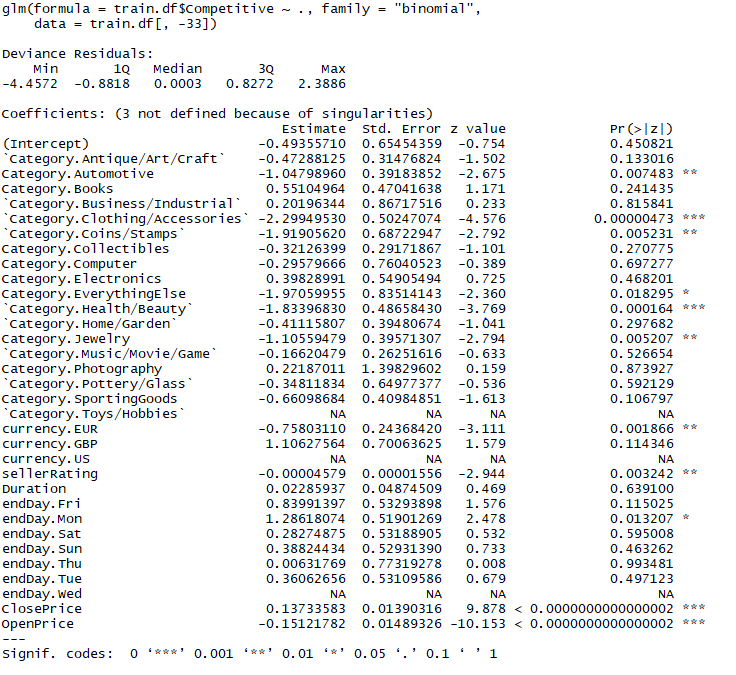 glm(formula = train.df$Competitive ~ ., family = "binomial",
    data = train.df[, -33])

Deviance Residuals:
    Min       1Q   Median       3Q      Max
-4.4572  -0.8818   0.0003   0.8272   2.3886

Coefficients: (3 not defined because of singularities)
                                  Estimate  Std. Error z value             Pr(>|z|)
(Intercept)                    -0.49355710  0.65454359  -0.754             0.450821
`Category.Antique/Art/Craft`   -0.47288125  0.31476824  -1.502             0.133016
Category.Automotive            -1.04798960  0.39183852  -2.675             0.007483 **
Category.Books                  0.55104964  0.47041638   1.171             0.241435
`Category.Business/Industrial`  0.20196344  0.86717516   0.233             0.815841
`Category.Clothing/Accessories` -2.29949530  0.50247074  -4.576           0.00000473 ***
`Category.Coins/Stamps`        -1.91905620  0.68722947  -2.792             0.005231 **
Category.Collectibles          -0.32126399  0.29171867  -1.101             0.270775
Category.Computer              -0.29579666  0.76040523  -0.389             0.697277
Category.Electronics            0.39828991  0.54905494   0.725             0.468201
Category.EverythingElse        -1.97059955  0.83514143  -2.360             0.018295 *
`Category.Health/Beauty`       -1.83396830  0.48658430  -3.769             0.000164 ***
`Category.Home/Garden`         -0.41115807  0.39480674  -1.041             0.297682
Category.Jewelry               -1.10559479  0.39571307  -2.794             0.005207 **
`Category.Music/Movie/Game`    -0.16620479  0.26251616  -0.633             0.526654
Category.Photography            0.22187011  1.39829602   0.159             0.873927
`Category.Pottery/Glass`       -0.34811834  0.64977377  -0.536             0.592129
Category.SportingGoods         -0.66098684  0.40984851  -1.613             0.106797
`Category.Toys/Hobbies`                 NA          NA      NA                   NA
currency.EUR                   -0.75803110  0.24368420  -3.111             0.001866 **
currency.GBP                    1.10627564  0.70063625   1.579             0.114346
currency.US                             NA          NA      NA                   NA
sellerRating                   -0.00004579  0.00001556  -2.944             0.003242 **
Duration                        0.02285937  0.04874509   0.469             0.639100
endDay.Fri                      0.83991397  0.53293898   1.576             0.115025
endDay.Mon                      1.28618074  0.51901269   2.478             0.013207 *
endDay.Sat                      0.28274875  0.53188905   0.532             0.595008
endDay.Sun                      0.38824434  0.52931390   0.733             0.463262
endDay.Thu                      0.00631769  0.77319278   0.008             0.993481
endDay.Tue                      0.36062656  0.53109586   0.679             0.497123
endDay.Wed                              NA          NA      NA                   NA
ClosePrice                      0.13733583  0.01390316   9.878 < 0.0000000000000002 ***
OpenPrice                      -0.15121782  0.01489326 -10.153 < 0.0000000000000002 ***
---
Signif. codes:  0 ‘***’ 0.001 ‘**’ 0.01 ‘*’ 0.05 ‘.’ 0.1 ‘ ’ 1